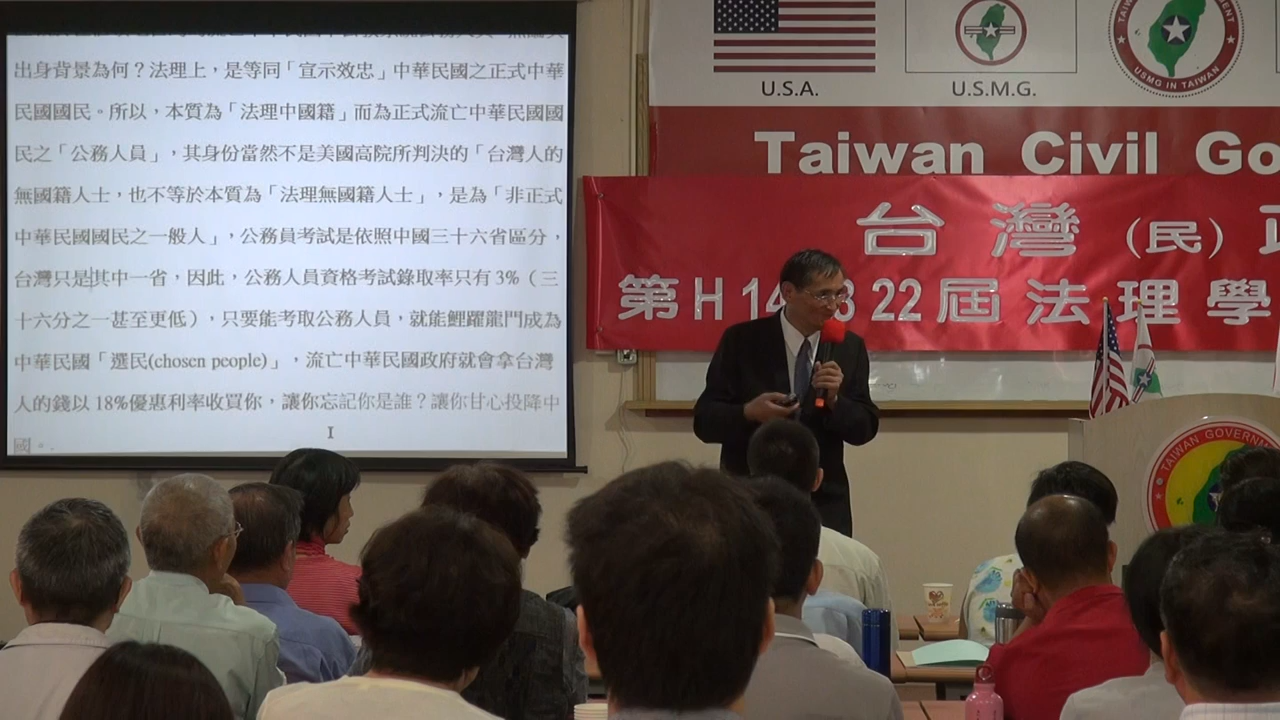 出身背景為何？法理上，是等同「宣示效忠」中華民國之正式中華
民國國民。所以，本質為「法理中國籍」而為正式流亡中華民國國
民之「公務人員」，其身份當然不是美國高院所判決的「台灣人的
無國籍人士，也不等於本質為「法理無國籍人士」，是為「非正式
中華民國國民之一般人」，公務員考試是依照中國三十六省區分，
台灣只是其中一省，因此，公務人員資格考試錄取率只有3%（三
十六分之一甚至更低），只要能考取公務人員，就能鯉躍龍門成為
中華民國「選民(chosen people)」，流亡中華民國政府就會拿台灣
人的錢以18%優惠利率收買你，讓你忘記你是誰？讓你甘心投降中
國。
U.S.A.
U.S.M.G.
USMG IN TAIWAN
Taiwan Civil Go
台灣（民）政
第H 14 3 22屆法理學
TAIWAN GOVERNMENT